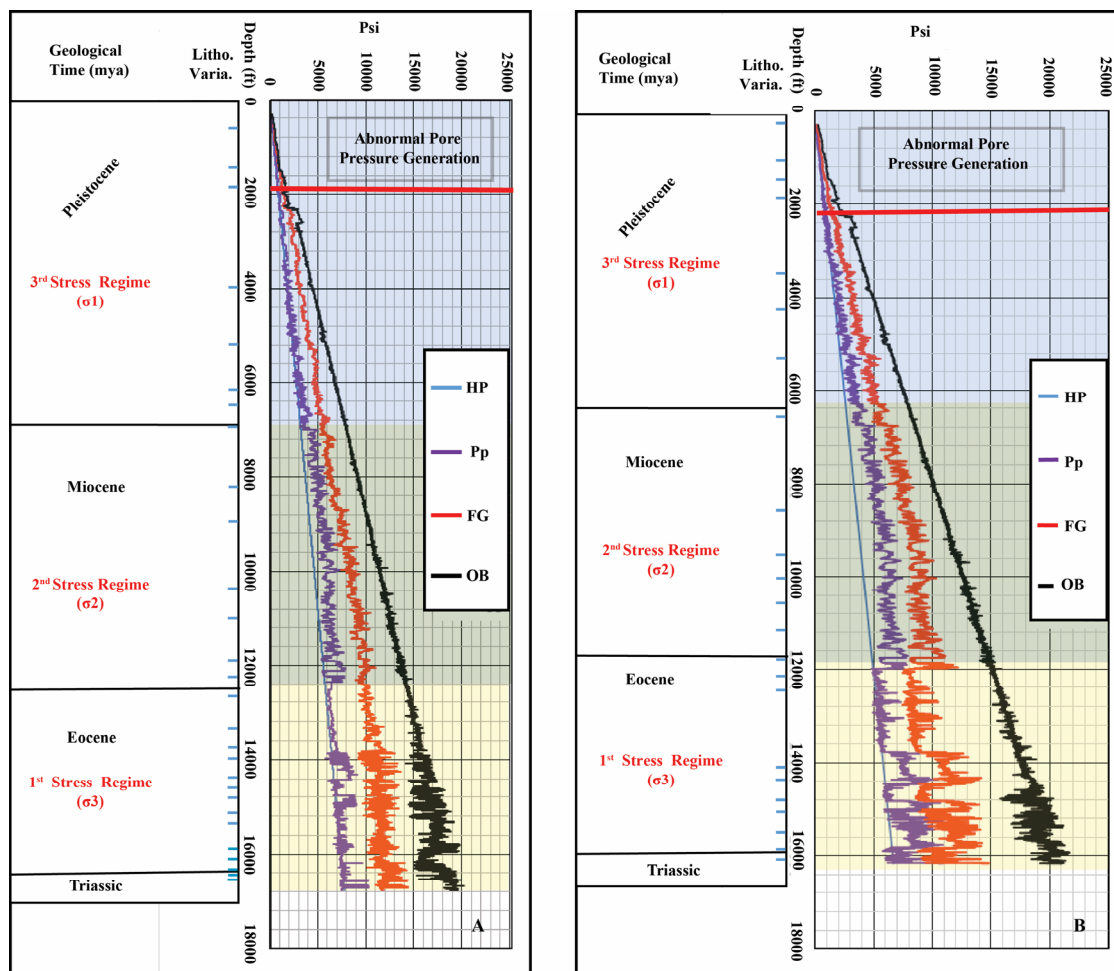 Psi
Geological
Time (mya)
Litho.
Varia.
Depth (ft)
0
5000
10000
15000
20000
25000
0
2000
4000
6000
8000
10000
12000
14000
16000
18000
Abnormal Pore
Pressure Generation
Pleistocene
3rd Stress Regime
(σ1)
HP
Pp
FG
OB
Miocene
2nd Stress Regime
(σ2)
Eocene
1st Stress Regime
(σ3)
Triassic
A
Psi
Geological
Time (mya)
Litho.
Varia.
Depth (ft)
0
5000
10000
15000
20000
25000
0
2000
4000
6000
8000
10000
12000
14000
16000
18000
Abnormal Pore
Pressure Generation
Pleistocene
3rd Stress Regime
(σ1)
HP
Pp
FG
OB
Miocene
2nd Stress Regime
(σ2)
Eocene
1st Stress Regime
(σ3)
Triassic
B